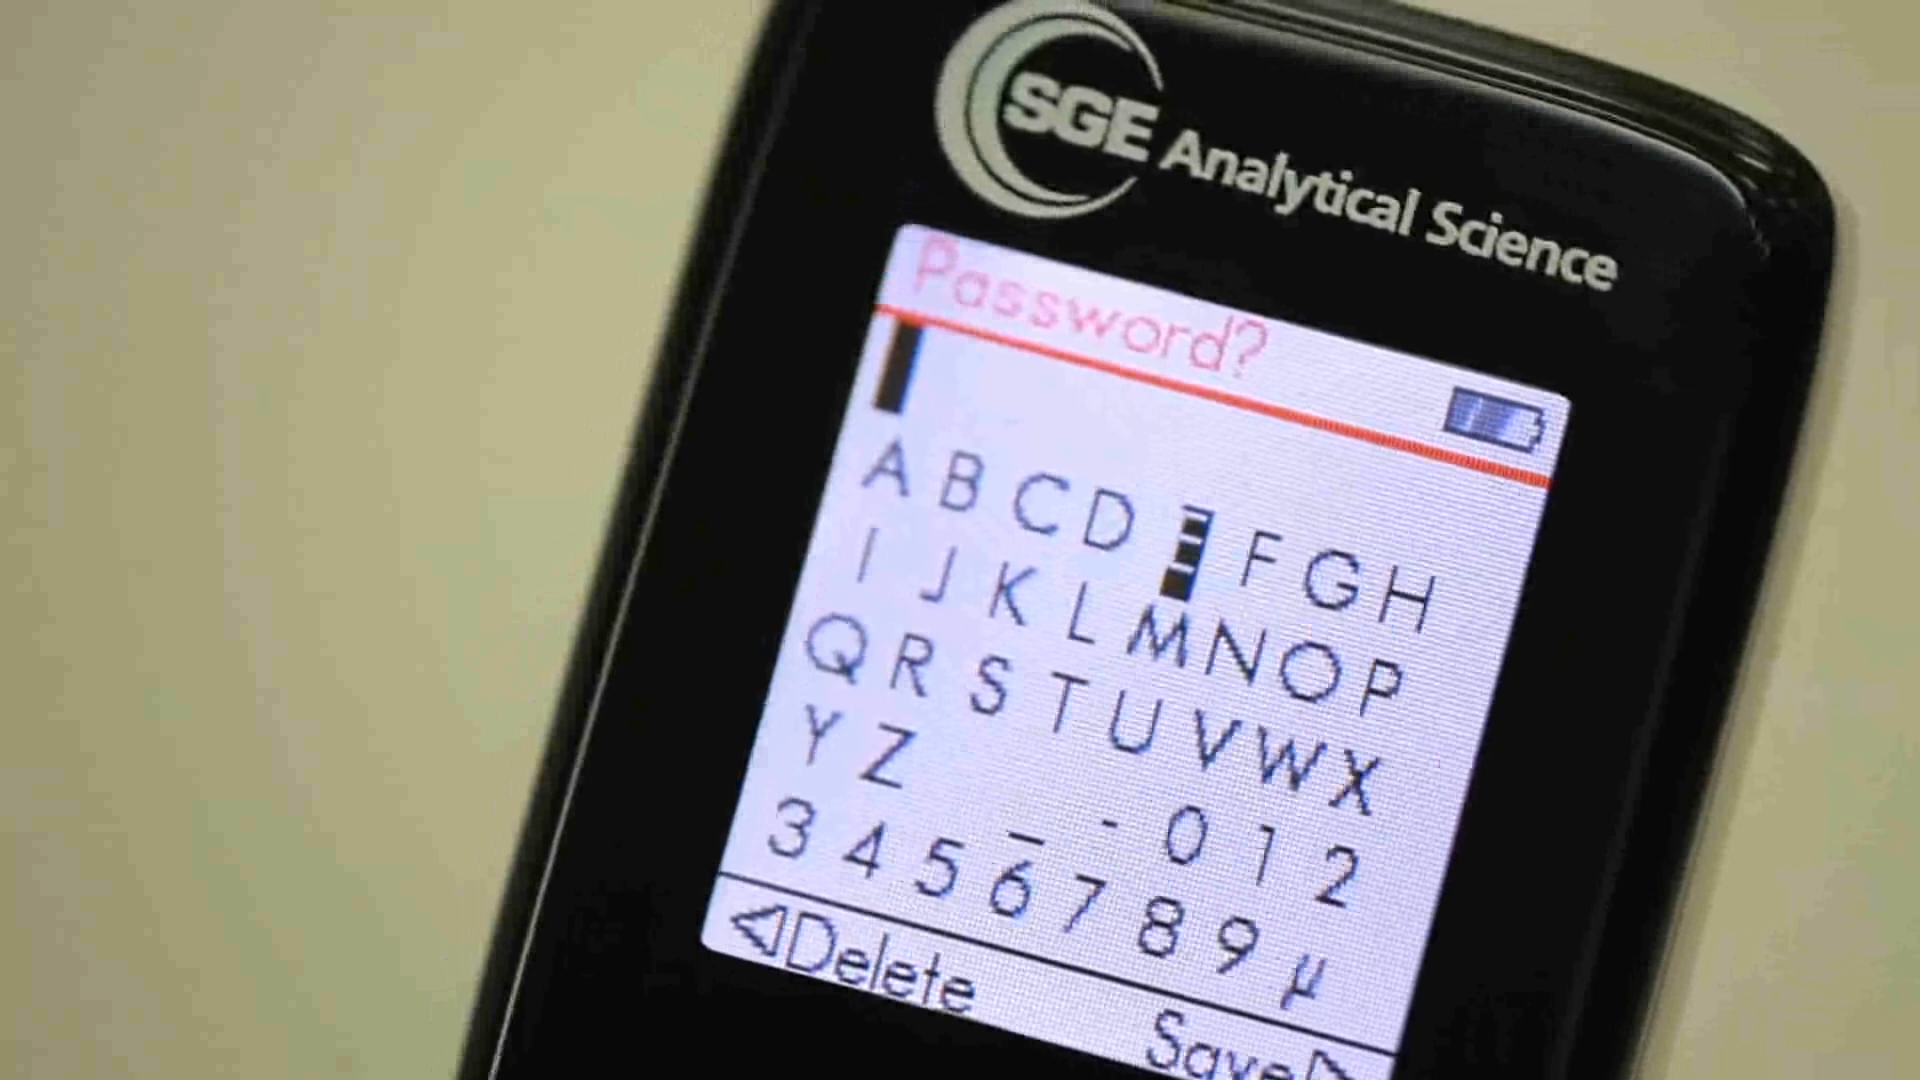 SGE Analytical Science
Password?
A B C D E F G H
I J K L M N O P
Q R S T U V W X
Y Z _ - 0 1 2
3 4 5 6 7 8 9 µ
Delete
Save